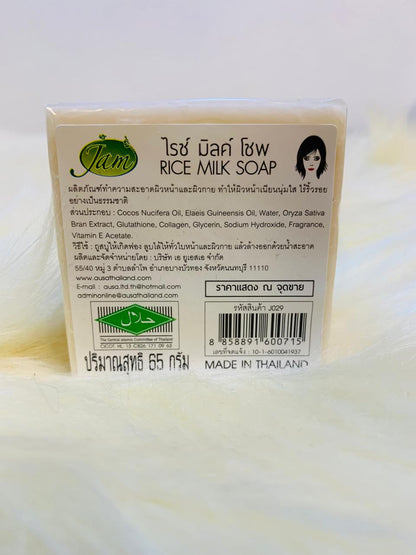 Jam
ไรซ์ มิลค์ โซพ
RICE MILK SOAP
ผลิตภัณฑ์ทำความสะอาดผิวหน้าและผิวกาย ทำให้ผิวหน้าเนียนนุ่มใส ไร้ริ้วรอย
อย่างเป็นธรรมชาติ
ส่วนประกอบ : Cocos Nucifera Oil, Elaeis Guineensis Oil, Water, Oryza Sativa
Bran Extract, Glutathione, Collagen, Glycerin, Sodium Hydroxide, Fragrance,
Vitamin E Acetate.
วิธีใช้ : ถูสบู่ให้เกิดฟอง ลูบไล้ให้ทั่วใบหน้าและผิวกาย แล้วล้างออกด้วยน้ำสะอาด
ผลิตและจัดจำหน่ายโดย : บริษัท เอ ยูเอสเอ จำกัด
55/40 หมู่ 3 ตำบลลำโพ อำเภอบางบัวทอง จังหวัดนนทบุรี 11110
www.ausathailand.com
E-mail : ausa.ltd.th@hotmail.com
adminonline@ausathailand.com
ราคาแสดง ณ จุดขาย
รหัสสินค้า J029
حلال
The Central Islamic Committee of Thailand
CICOT. HL 13 C826 171 09 63
8 858891 600715
เลขที่จดแจ้ง : 10-1-6010041937
ปริมาณสุทธิ 65 กรัม
MADE IN THAILAND